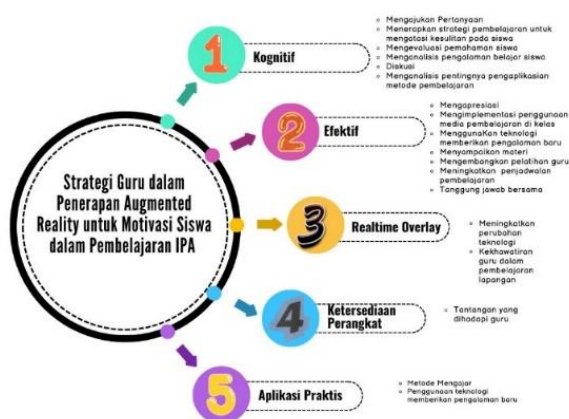 Strategi Guru dalam
Penerapan Augmented
Reality untuk Motivasi Siswa
dalam Pembelajaran IPA
1
Kognitif
Mengajukan Pertanyaan
Menerapkan strategi pembelajaran untuk
mengatasi kesulitan pada siswa
Mengevaluasi pemahaman siswa
Menganalisis pengalaman belajar siswa
Diskusi
Menganalisis pentingnya pengaplikasian
metode pembelajaran
2
Efektif
Mengapresiasi
Mengimplementasi penggunaan
media pembelajaran di kelas
Menggunakan teknologi
memberikan pengalaman baru
Menyampaikan materi
Mengembangkan pelatihan guru
Meningkatkan penjadwalan
pembelajaran
Tanggung jawab bersama
3
Realtime Overlay
Meningkatkan
perubahan
teknologi
Kekhawatiran
guru dalam
pembelajaran
lapangan
4
Ketersediaan
Perangkat
Tantangan yang
dihadapi guru
5
Aplikasi Praktis
Metode Mengajar
Penggunaan teknologi
memberikan pengalaman baru